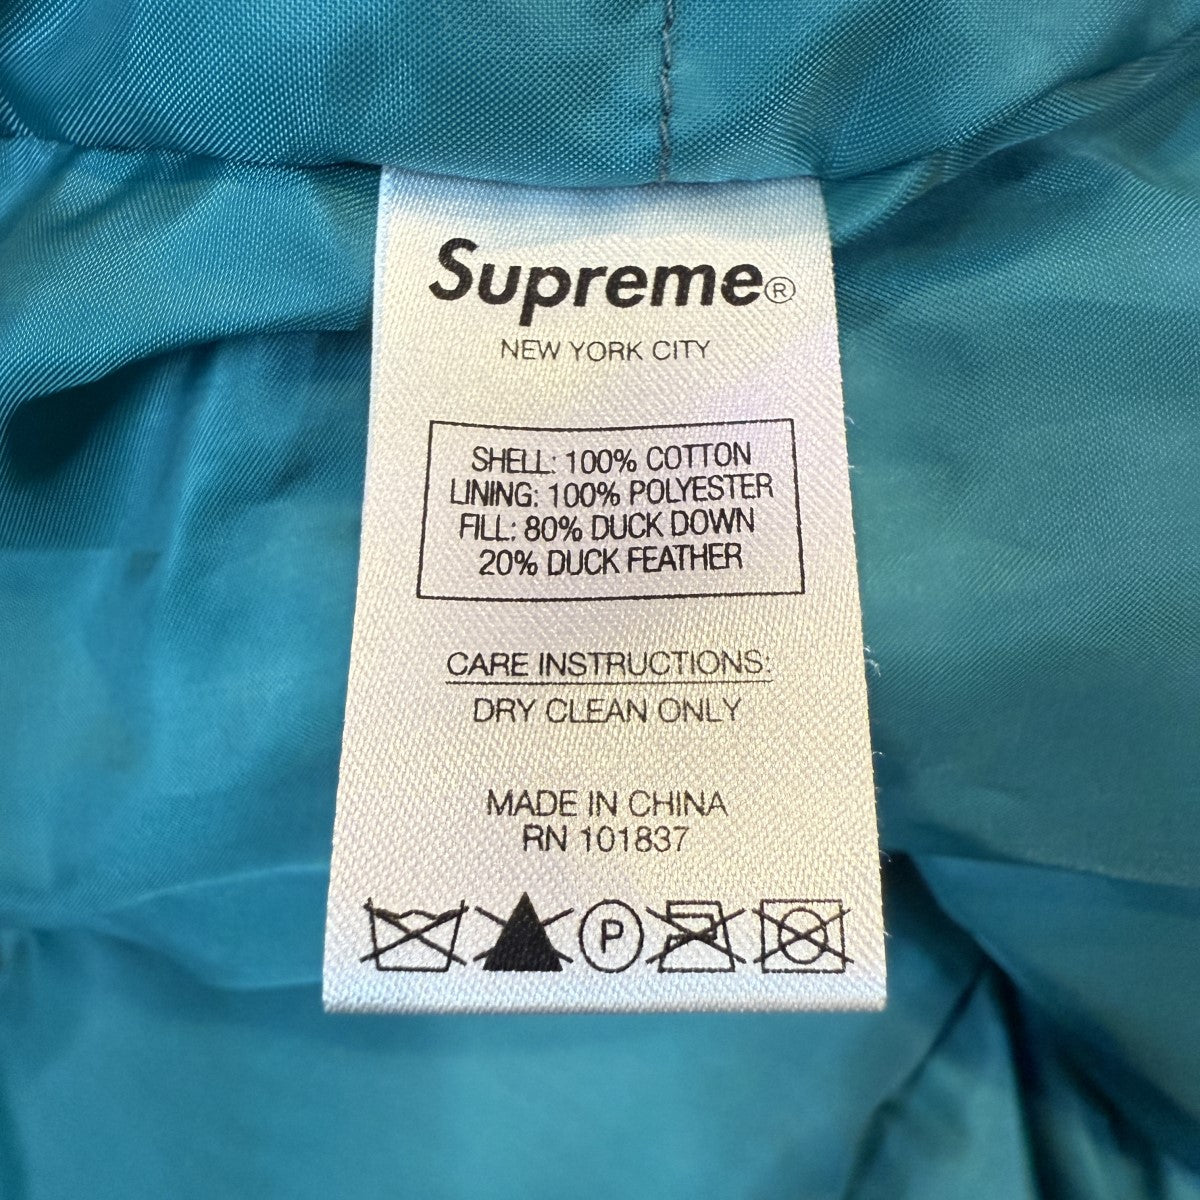 Supreme®
NEW YORK CITY
SHELL: 100% COTTON
LINING: 100% POLYESTER
FILL: 80% DUCK DOWN
20% DUCK FEATHER
CARE INSTRUCTIONS:
DRY CLEAN ONLY
MADE IN CHINA
RN 101837
P